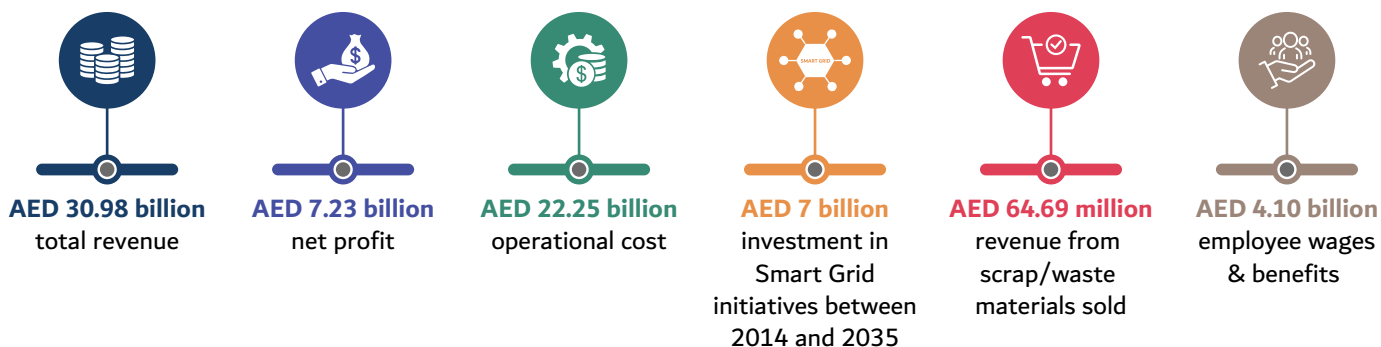 SMART GRID
AED 30.98 billion
total revenue
AED 7.23 billion
net profit
AED 22.25 billion
operational cost
AED 7 billion
investment in
Smart Grid
initiatives between
2014 and 2035
AED 64.69 million
revenue from
scrap/waste
materials sold
AED 4.10 billion
employee wages
& benefits